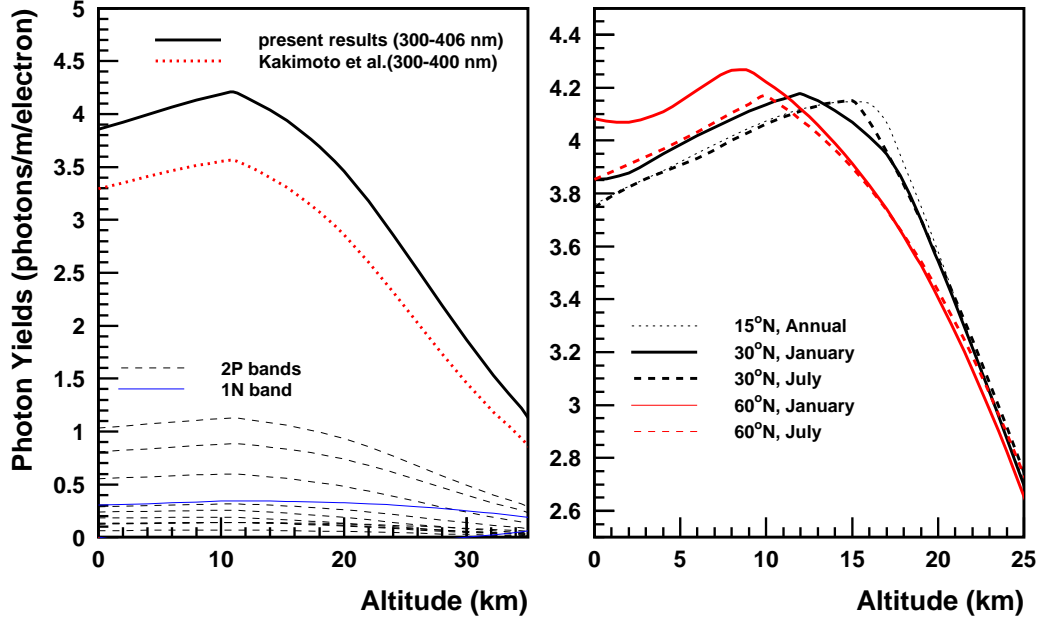 Photon Yields (photons/m/electron)
5
4.5
4
3.5
3
2.5
2
1.5
1
0.5
0
present results (300-406 nm)
Kakimoto et al.(300-400 nm)
2P bands
1N band
0 10 20 30
Altitude (km)
4.4
4.2
4
3.8
3.6
3.4
3.2
3
2.8
2.6
15°N, Annual
30°N, January
30°N, July
60°N, January
60°N, July
0 5 10 15 20 25
Altitude (km)